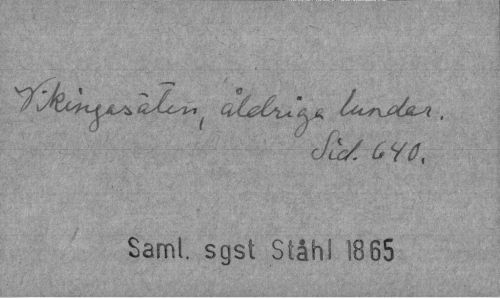 Vikingasäten, åldriga lundar.
Sid. 640.
Saml. sgst Ståhl 1865